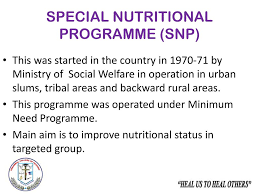 SPECIAL NUTRITIONAL
PROGRAMME (SNP)
• This was started in the country in 1970-71 by
Ministry of Social Welfare in operation in urban
slums, tribal areas and backward rural areas.
• This programme was operated under Minimum
Need Programme.
• Main aim is to improve nutritional status in
targeted group.
"HEAL US TO HEAL OTHERS"